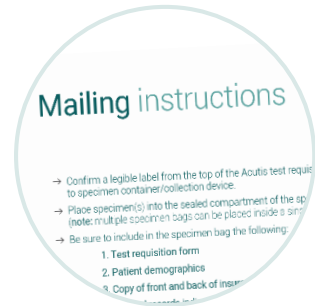 Mailing instructions
→ Confirm a legible label from the top of the Acutis test
to specimen container/collection device.
→ Place specimen(s) into the sealed compartment of the
(note: multiple specimen bags can be placed inside a
→ Be sure to include in the specimen bag the following:
1. Test requisition form
2. Patient demographics
3. Copy of front and back of